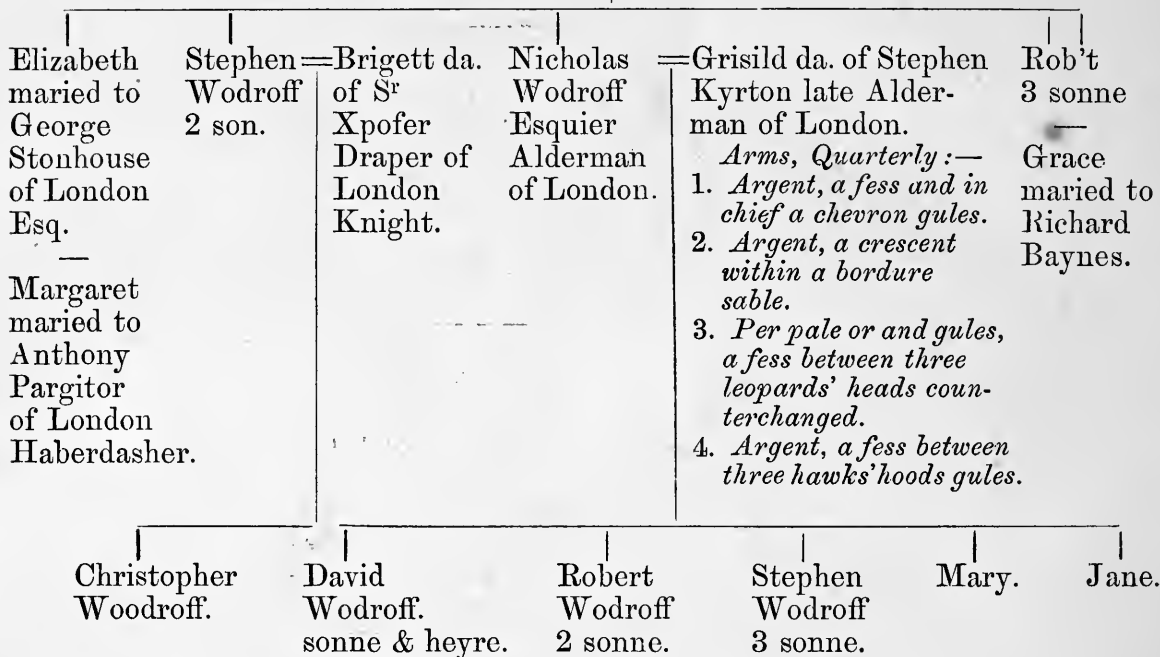 Elizabeth
maried to
George
Stonhouse
of London
Esq.
—
Margaret
maried to
Anthony
Pargitor
of London
Haberdasher.
Stephen
Wodroff
2 son.
=Brigett da.
of Sʳ
Xpofer
Draper of
London
Knight.
Nicholas
Wodroff
Esquier
Alderman
of London.
=Grisild da. of Stephen
Kyrton late Alder-
man of London.
Arms, Quarterly:—
1. Argent, a fess and in
chief a chevron gules.
2. Argent, a crescent
within a bordure
sable.
3. Per pale or and gules,
a fess between three
leopards' heads coun-
terchanged.
4. Argent, a fess between
three hawks' hoods gules.
Rob't
3 sonne
—
Grace
maried to
Richard
Baynes.
Christopher
Woodroff.
David
Wodroff.
sonne & heyre.
Robert
Wodroff
2 sonne.
Stephen
Wodroff
3 sonne.
Mary.
Jane.